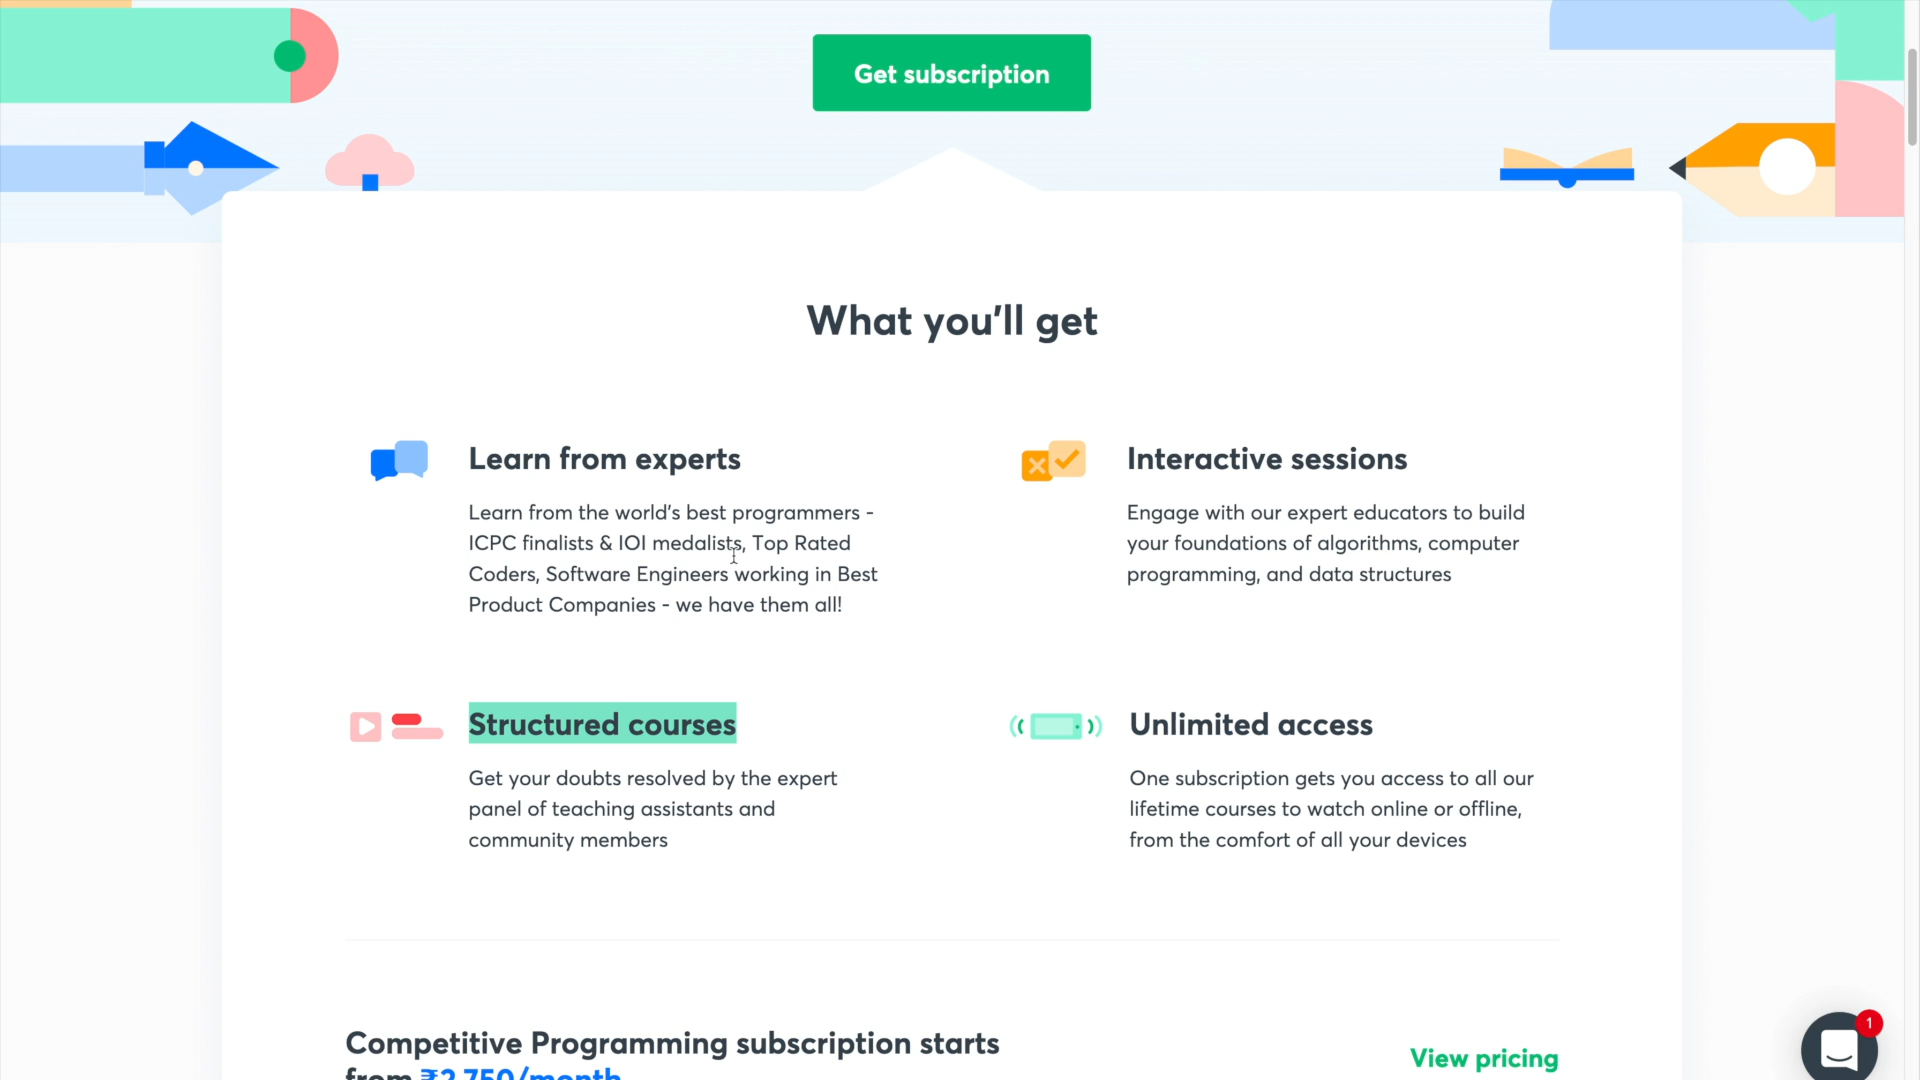 Get subscription
What you'll get
Learn from experts
Learn from the world's best programmers -
ICPC finalists & IOI medalists, Top Rated
Coders, Software Engineers working in Best
Product Companies - we have them all!
Interactive sessions
Engage with our expert educators to build
your foundations of algorithms, computer
programming, and data structures
Structured courses
Get your doubts resolved by the expert
panel of teaching assistants and
community members
Unlimited access
One subscription gets you access to all our
lifetime courses to watch online or offline,
from the comfort of all your devices
Competitive Programming subscription starts
from ₹2,750/month
View pricing
1